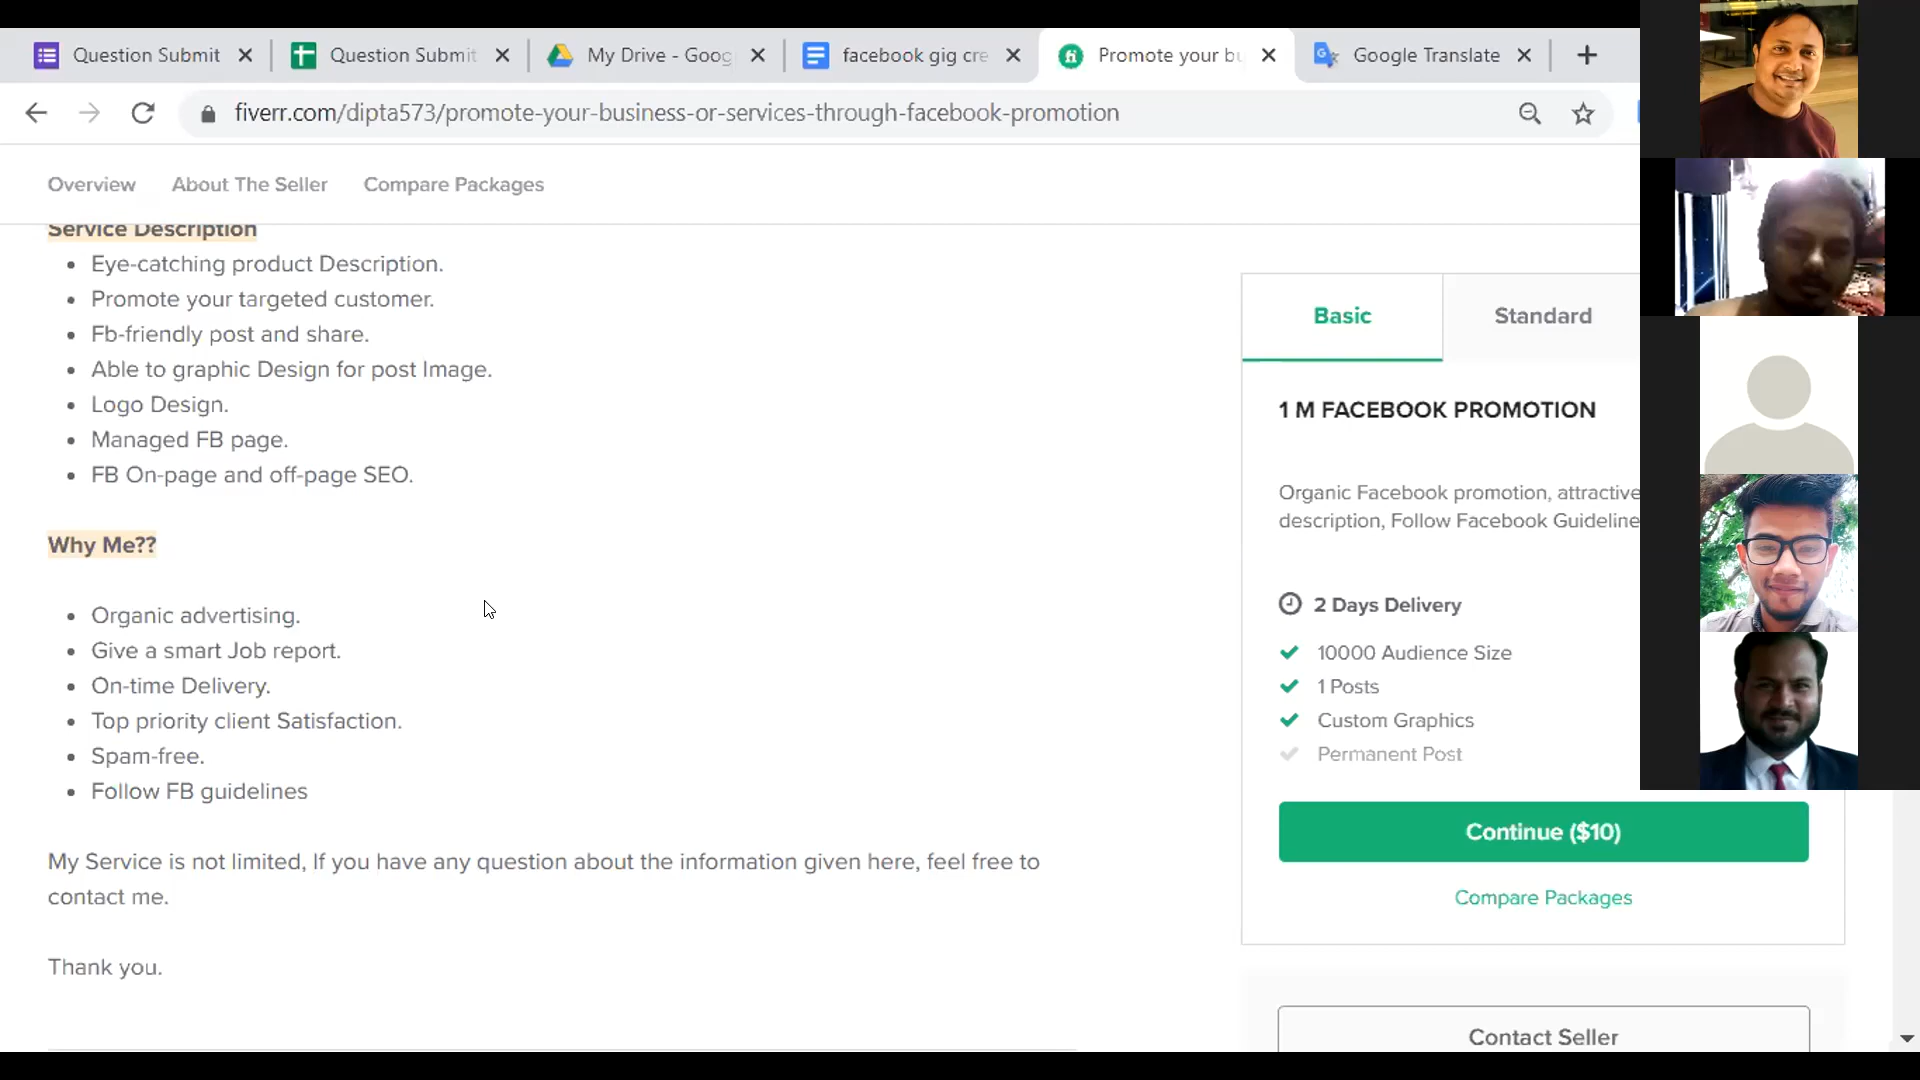 Question Submit
Question Submit
My Drive - Goog
facebook gig cre
Promote your bu
Google Translate
fiverr.com/dipta573/promote-your-business-or-services-through-facebook-promotion
Overview
About The Seller
Compare Packages
Service Description
Eye-catching product Description.
Promote your targeted customer.
Fb-friendly post and share.
Able to graphic Design for post Image.
Logo Design.
Managed FB page.
FB On-page and off-page SEO.
Why Me??
Organic advertising.
Give a smart Job report.
On-time Delivery.
Top priority client Satisfaction.
Spam-free.
Follow FB guidelines
My Service is not limited, If you have any question about the information given here, feel free to
contact me.
Thank you.
Basic
Standard
1 M FACEBOOK PROMOTION
Organic Facebook promotion, attractive
description, Follow Facebook Guideline
2 Days Delivery
10000 Audience Size
1 Posts
Custom Graphics
Permanent Post
Continue ($10)
Compare Packages
Contact Seller